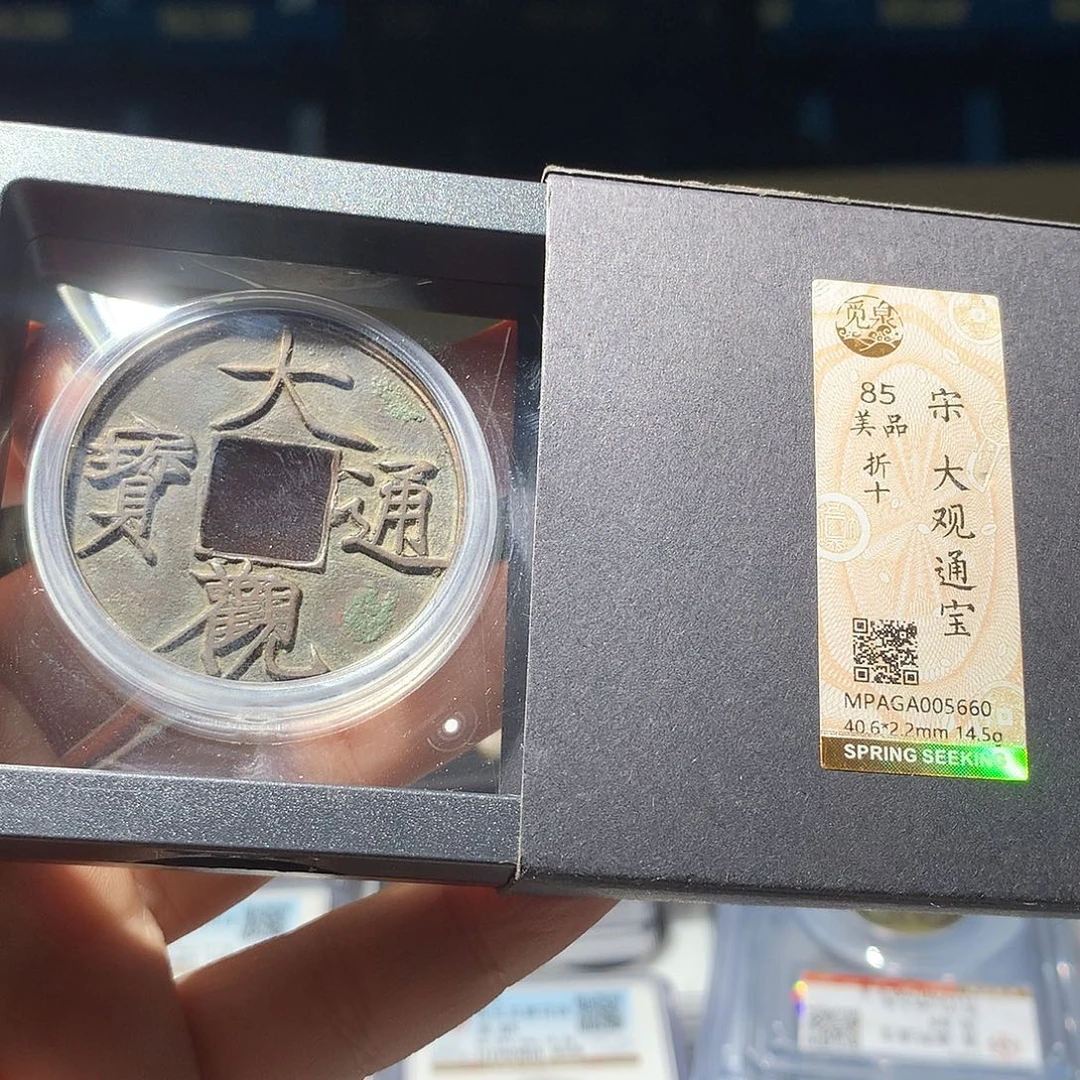 大觀通寶
觅泉
宋 大观通宝
85
美品
折十
MPAGA005660
40.6*2.2mm 14.5g
SPRING SEEKING